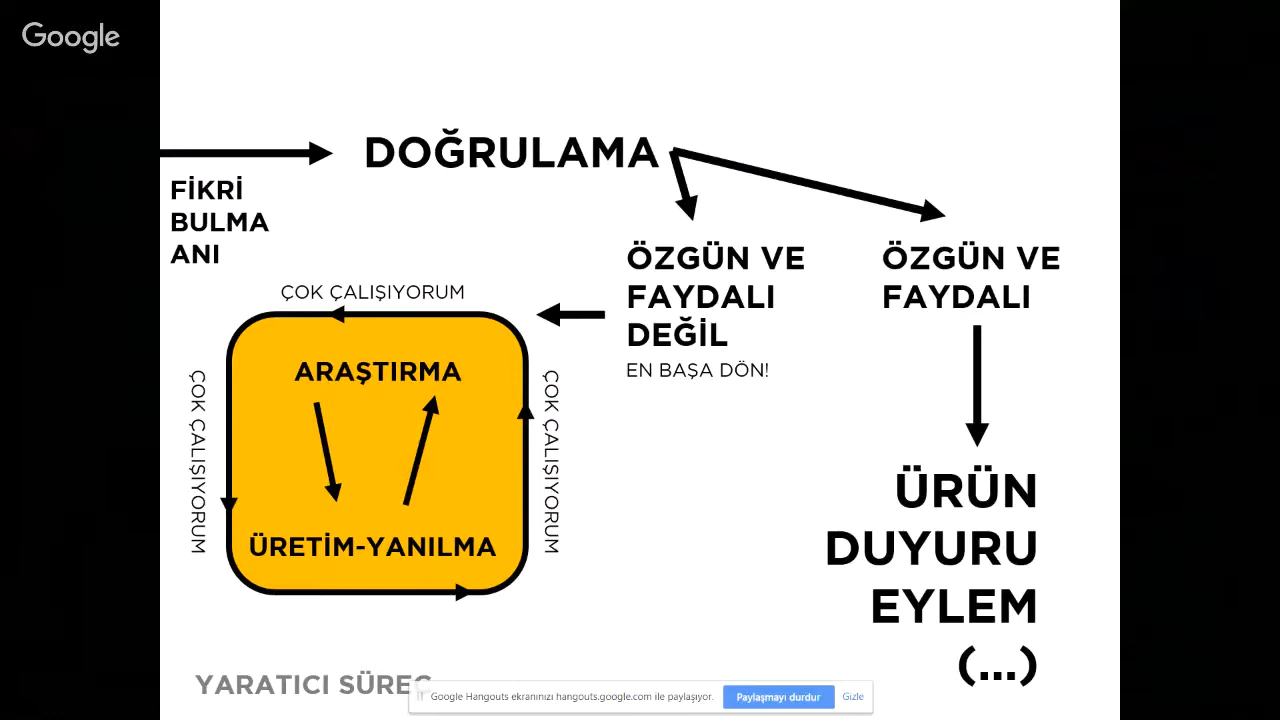 Google
DOĞRULAMA
FİKRİ
BULMA
ANI
ÖZGÜN VE
FAYDALI
DEĞİL
EN BAŞA DÖN!
ÖZGÜN VE
FAYDALI
ÇOK ÇALIŞIYORUM
ÇOK ÇALIŞIYORUM
ARAŞTIRMA
ÜRETİM-YANILMA
ÇOK ÇALIŞIYORUM
ÜRÜN
DUYURU
EYLEM
(...)
YARATICI SÜREÇ
Google Hangouts ekranınızı hangouts.google.com ile paylaşıyor.
Paylaşmayı durdur
Gizle